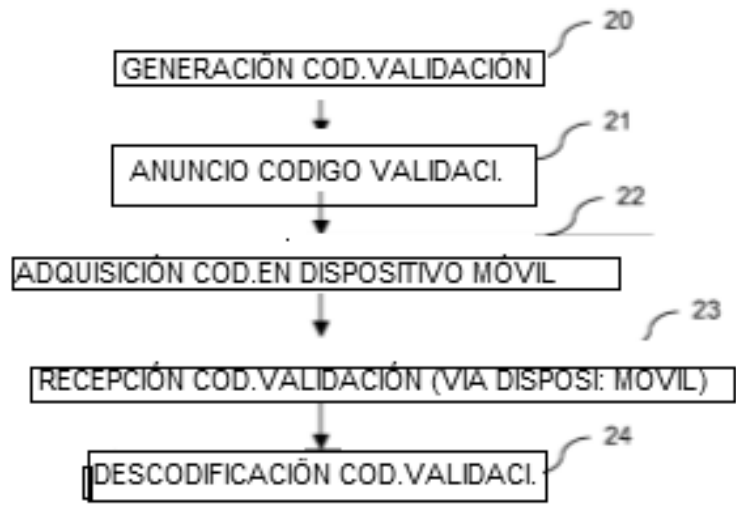 20
GENERACIÓN COD.VALIDACIÓN
21
ANUNCIO CODIGO VALIDACI.
22
ADQUISICIÓN COD.EN DISPOSITIVO MÓVIL
23
RECEPCIÓN COD.VALIDACIÓN (VIA DISPOSI: MOVIL)
24
DESCODIFICACIÓN COD.VALIDACI.